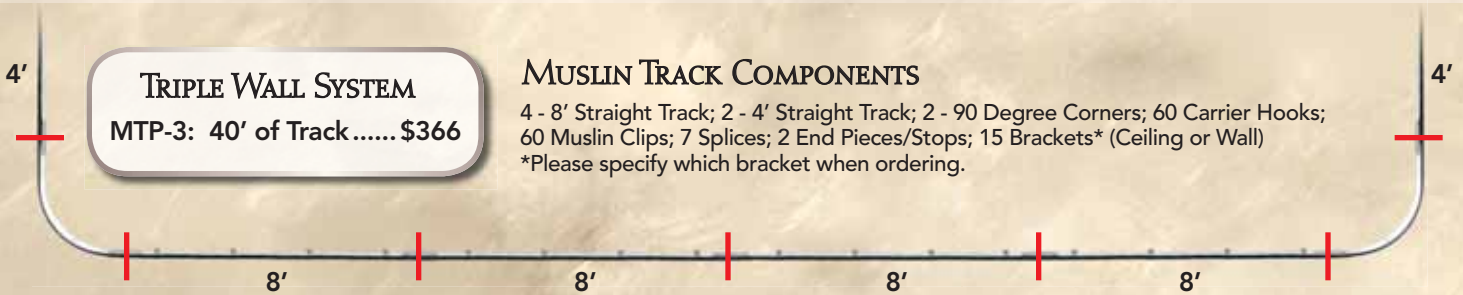 4’
TRIPLE WALL SYSTEM
MTP-3: 40’ of Track ...... $366
MUSLIN TRACK COMPONENTS
4 - 8’ Straight Track; 2 - 4’ Straight Track; 2 - 90 Degree Corners; 60 Carrier Hooks;
60 Muslin Clips; 7 Splices; 2 End Pieces/Stops; 15 Brackets* (Ceiling or Wall)
*Please specify which bracket when ordering.
4’
8’
8’
8’
8’